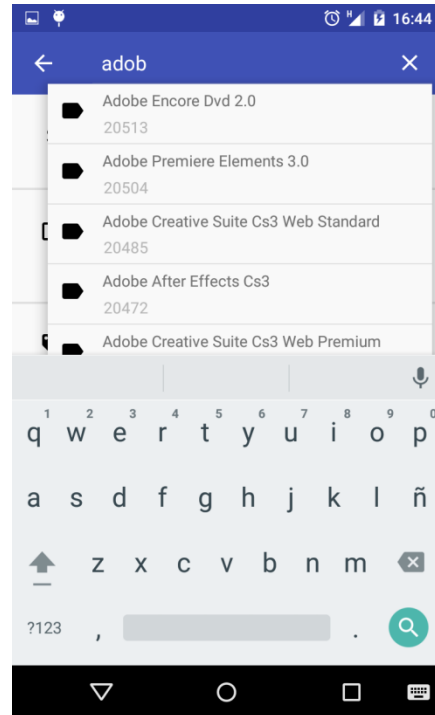 H 16:44
adob
Adobe Encore Dvd 2.0
20513
Adobe Premiere Elements 3.0
20504
Adobe Creative Suite Cs3 Web Standard
20485
Adobe After Effects Cs3
20472
Adobe Creative Suite Cs3 Web Premium
1 2 3 4 5 6 7 8 9 0
q w e r t y u i o p
a s d f g h j k l ñ
z x c v b n m
?123 , .